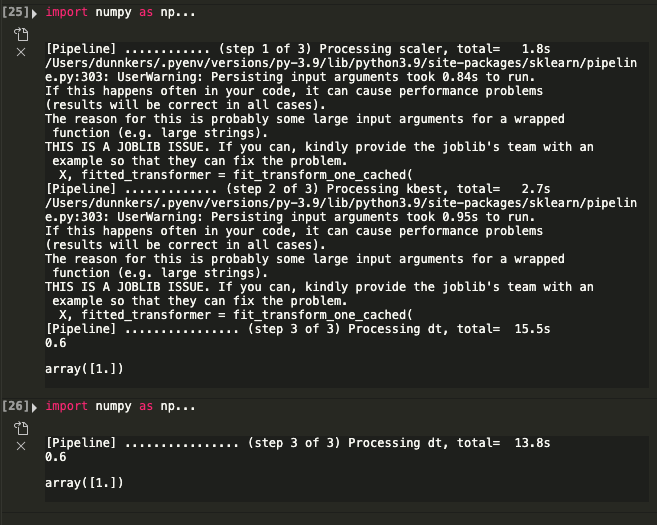 [25] import numpy as np...
[Pipeline] ............ (step 1 of 3) Processing scaler, total=   1.8s
/Users/dunnkers/.pyenv/versions/py-3.9/lib/python3.9/site-packages/sklearn/pipelin
e.py:303: UserWarning: Persisting input arguments took 0.84s to run.
If this happens often in your code, it can cause performance problems
(results will be correct in all cases).
The reason for this is probably some large input arguments for a wrapped
 function (e.g. large strings).
THIS IS A JOBLIB ISSUE. If you can, kindly provide the joblib's team with an
 example so that they can fix the problem.
  X, fitted_transformer = fit_transform_one_cached(
[Pipeline] ............. (step 2 of 3) Processing kbest, total=   2.7s
/Users/dunnkers/.pyenv/versions/py-3.9/lib/python3.9/site-packages/sklearn/pipelin
e.py:303: UserWarning: Persisting input arguments took 0.95s to run.
If this happens often in your code, it can cause performance problems
(results will be correct in all cases).
The reason for this is probably some large input arguments for a wrapped
 function (e.g. large strings).
THIS IS A JOBLIB ISSUE. If you can, kindly provide the joblib's team with an
 example so that they can fix the problem.
  X, fitted_transformer = fit_transform_one_cached(
[Pipeline] ................ (step 3 of 3) Processing dt, total=  15.5s
0.6
array([1.])
[26] import numpy as np...
[Pipeline] ................ (step 3 of 3) Processing dt, total=  13.8s
0.6
array([1.])